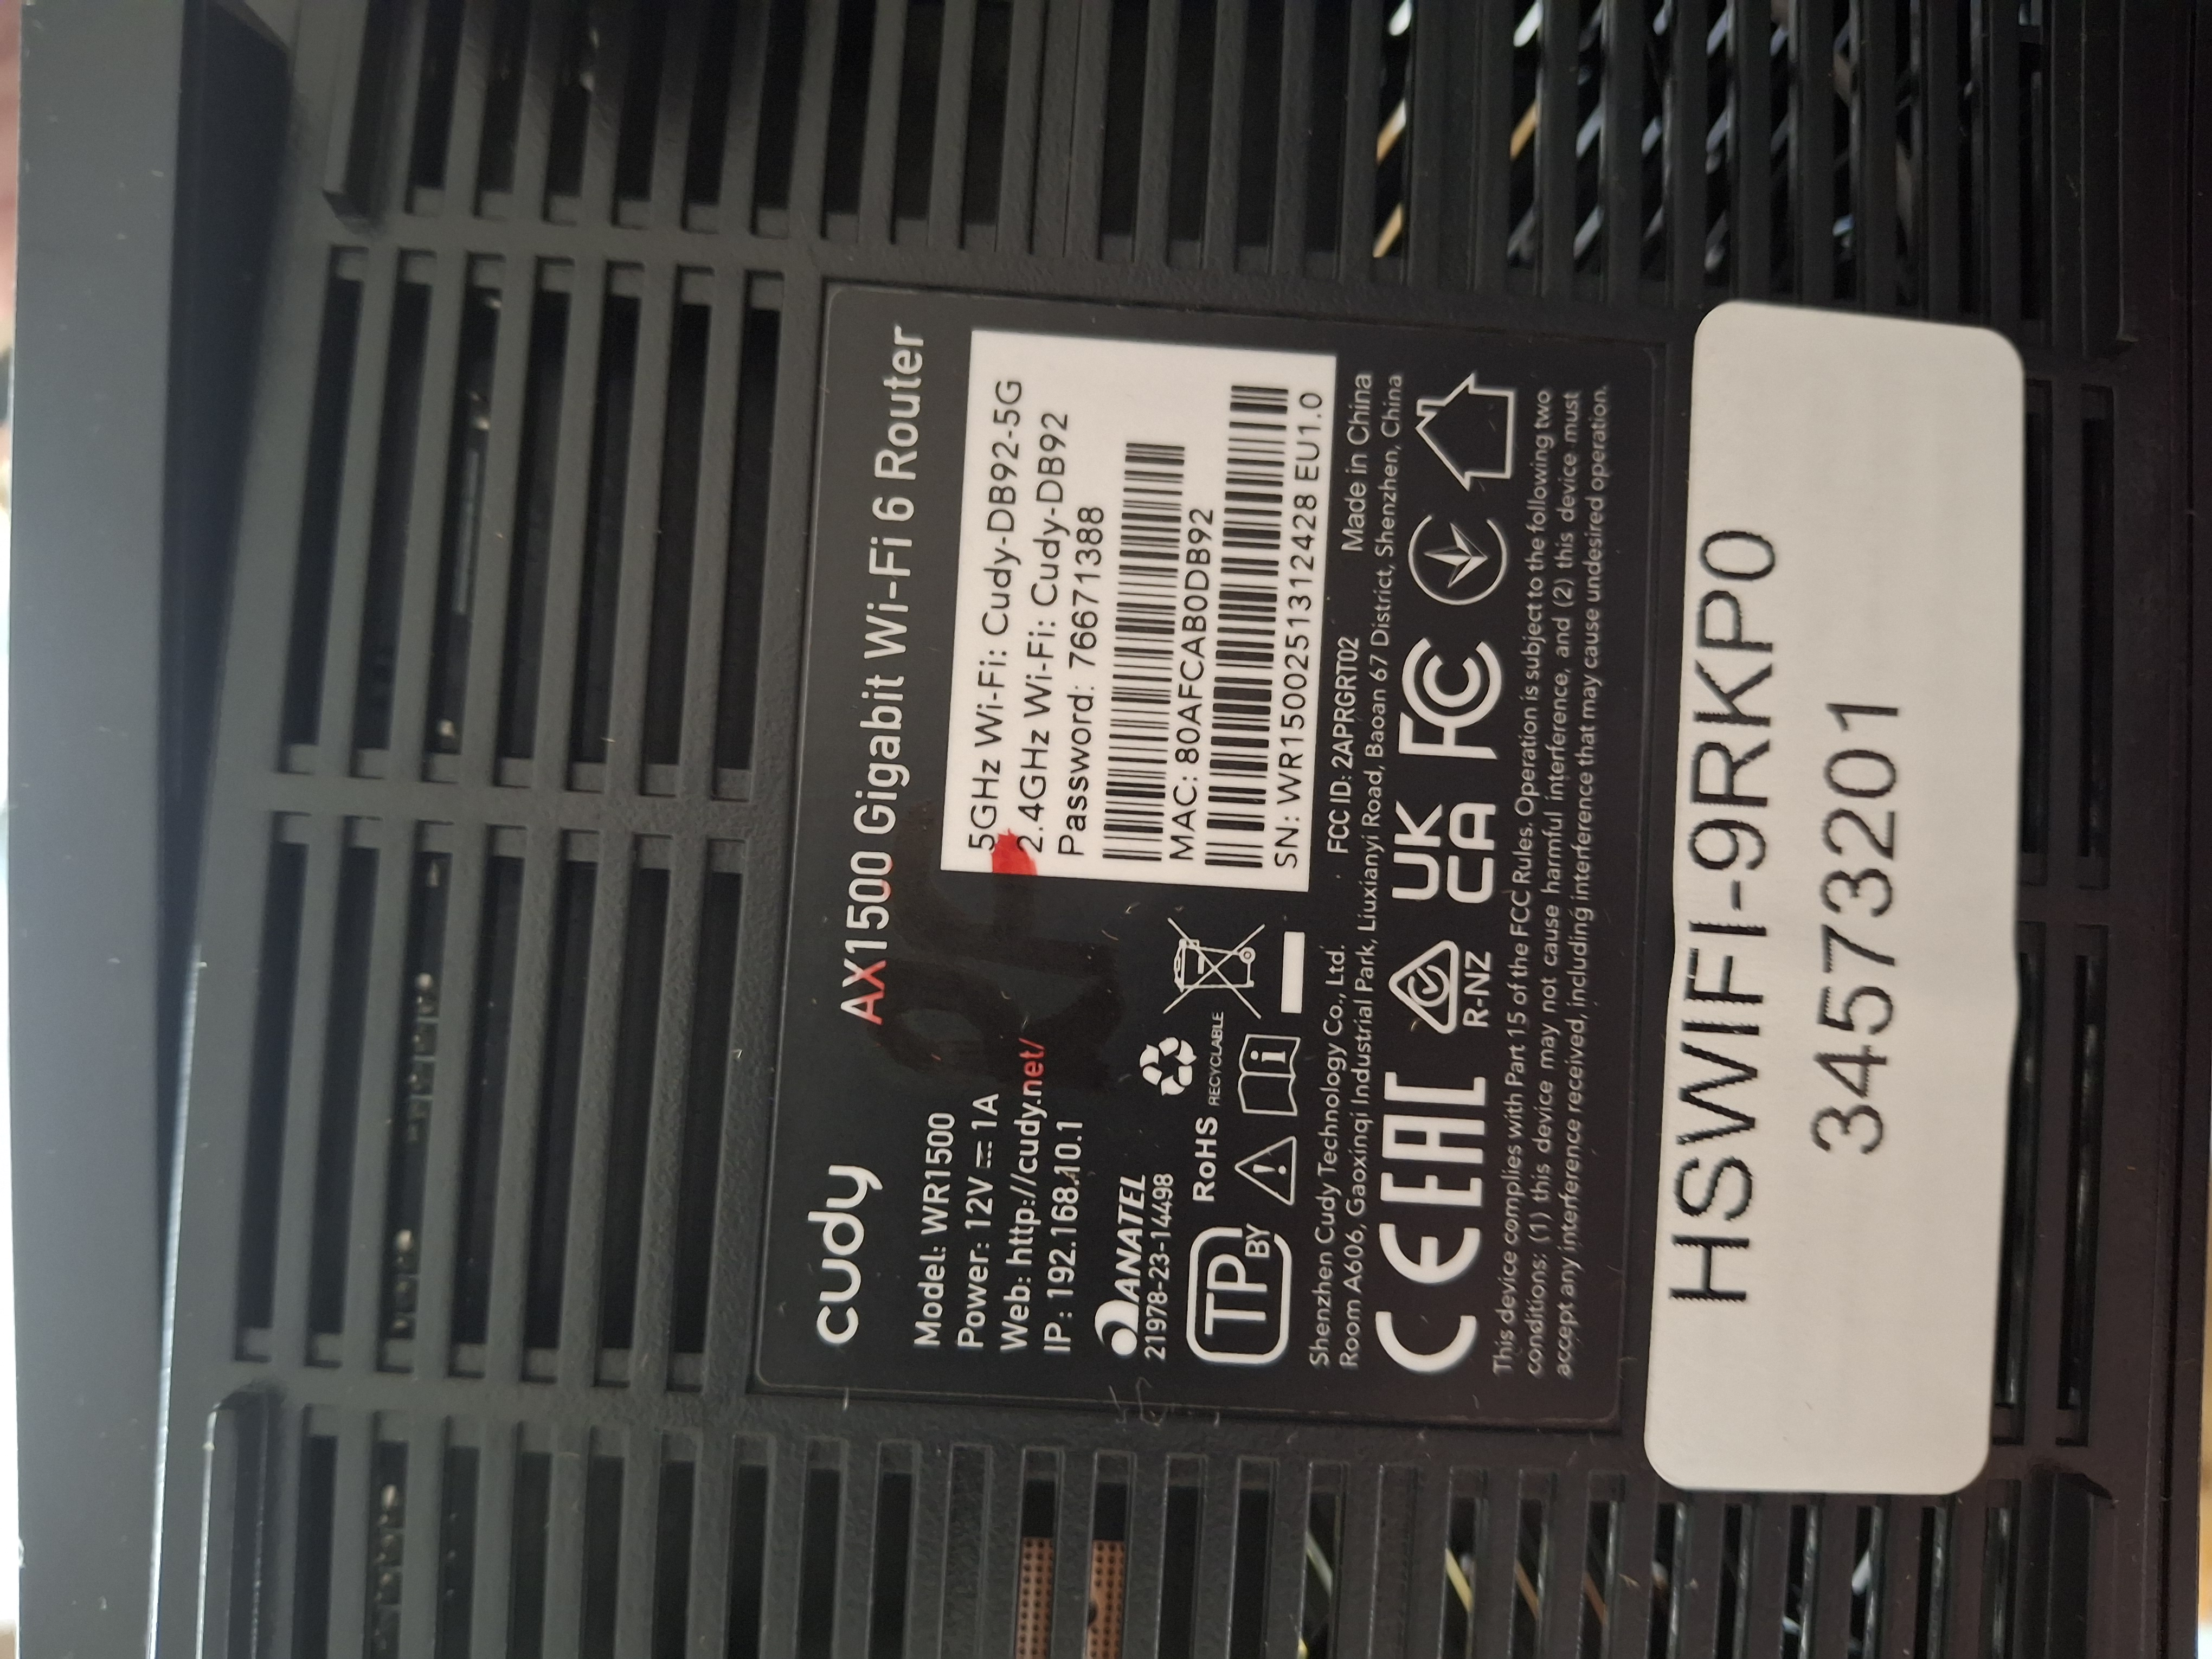 cudy
AX1500 Gigabit Wi-Fi 6 Router
Model: WR1500
Power: 12V ⎓ 1A
Web: http://cudy.net/
IP : 192.168.10.1
5GHz Wi-Fi: Cudy-DB92-5G
2.4GHz Wi-Fi: Cudy-DB92
Password: 76671388
MAC: 80AFCAB0DB92
SN: WR1500251312428 EU1.0
ANATEL
21978-23-14498
TP
BY
RoHS
RECYCLABLE
Shenzhen Cudy Technology Co., Ltd. FCC ID: 2APRGRT02 Made in China
Room A606, Gaoxinqi Industrial Park, Liuxianyi Road, Baoan 67 District, Shenzhen, China
CE EAC R-NZ UK CA FC
This device complies with Part 15 of the FCC Rules. Operation is subject to the following two
conditions: (1) this device may not cause harmful interference, and (2) this device must
accept any interference received, including interference that may cause undesired operation.
HSWIFI-9RKP0
34573201